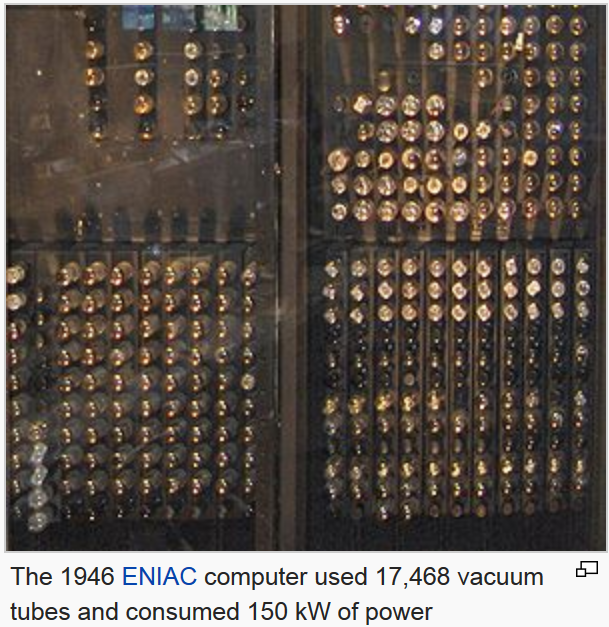 The 1946 ENIAC computer used 17,468 vacuum
tubes and consumed 150 kW of power